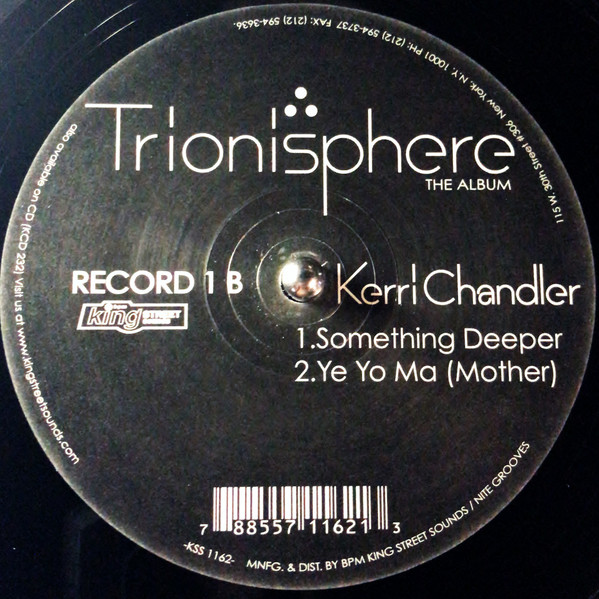 Trionisphere
THE ALBUM
RECORD 1 B
king STREET
SOUNDS
Kerri Chandler
1.Something Deeper
2.Ye Yo Ma (Mother)
7 88557 11621 3
-KSS 1162- MNFG. & DIST. BY BPM KING STREET SOUNDS / NITE GROOVES
also available on CD (KCD 232) Visit us at www.kingstreetsounds.com
115 W. 30th Street #306 New York, N.Y. 10001 PH: (212) 594-3737 FAX: (212) 594-3636.